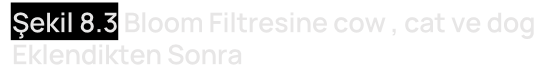 Şekil 8.3 Bloom Filtresine cow , cat ve dog
Eklendikten Sonra